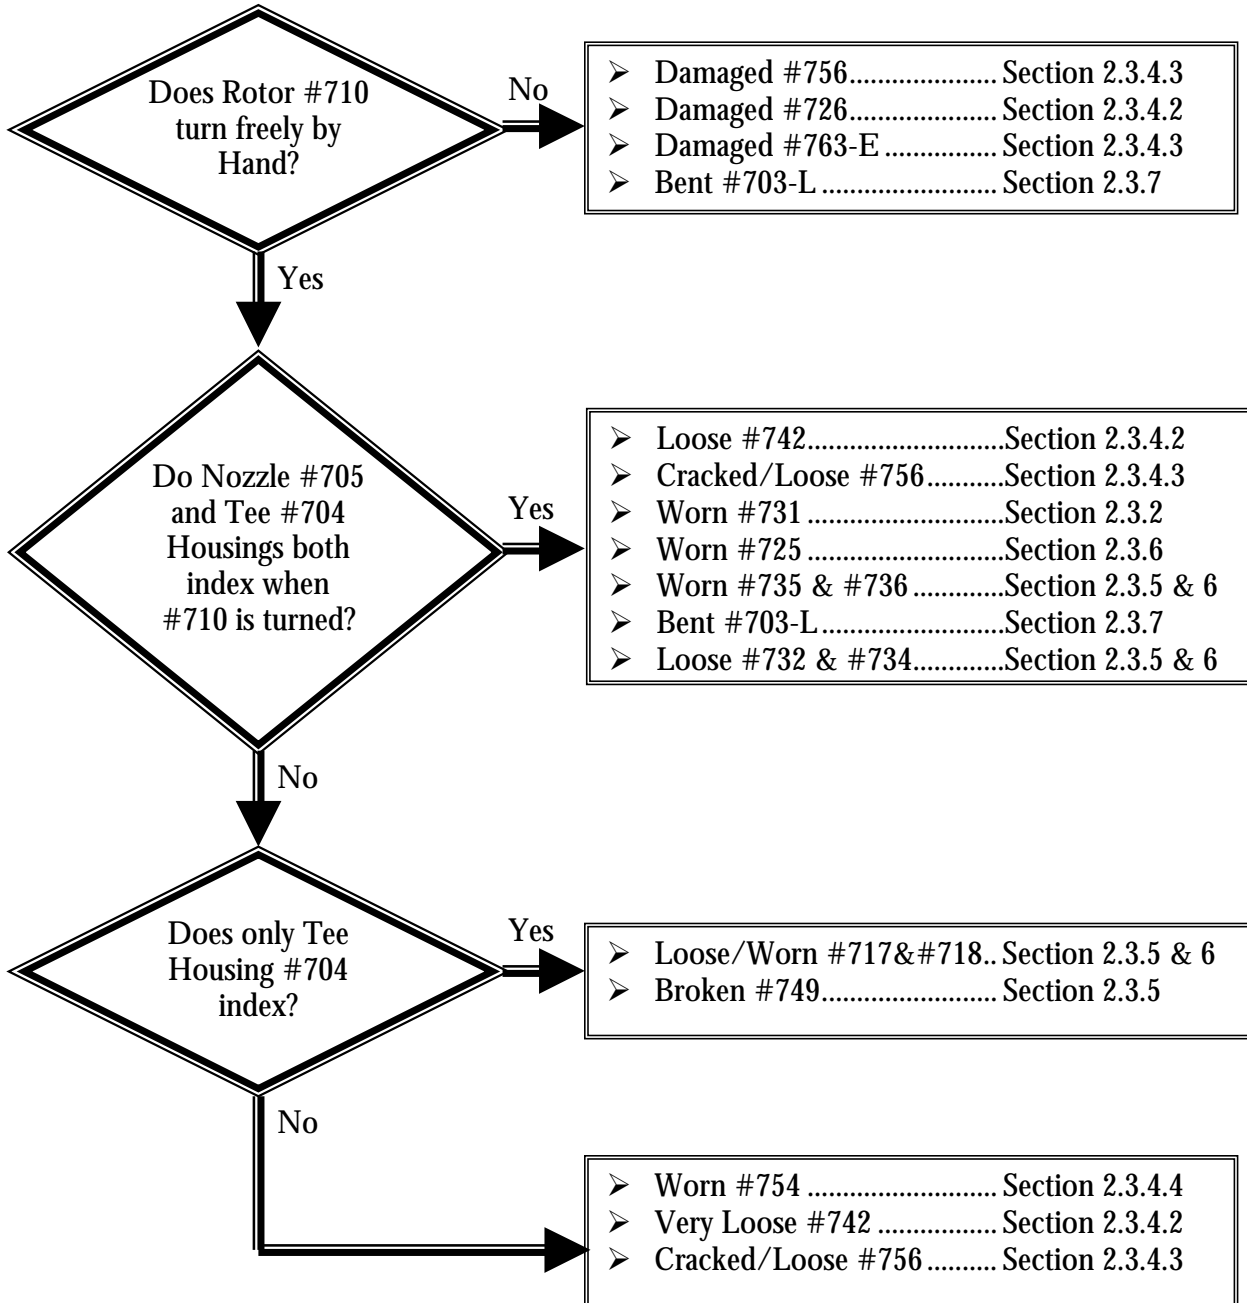 Does Rotor #710
turn freely by
Hand?
No
➢ Damaged #756..................... Section 2.3.4.3
➢ Damaged #726..................... Section 2.3.4.2
➢ Damaged #763-E ................ Section 2.3.4.3
➢ Bent #703-L ......................... Section 2.3.7
Yes
Do Nozzle #705
and Tee #704
Housings both
index when
#710 is turned?
Yes
➢ Loose #742............................Section 2.3.4.2
➢ Cracked/Loose #756...........Section 2.3.4.3
➢ Worn #731 ............................Section 2.3.2
➢ Worn #725 ............................Section 2.3.6
➢ Worn #735 & #736..............Section 2.3.5 & 6
➢ Bent #703-L..........................Section 2.3.7
➢ Loose #732 & #734.............Section 2.3.5 & 6
No
Does only Tee
Housing #704
index?
Yes
➢ Loose/Worn #717&#718.. Section 2.3.5 & 6
➢ Broken #749......................... Section 2.3.5
No
➢ Worn #754 ........................... Section 2.3.4.4
➢ Very Loose #742 ................. Section 2.3.4.2
➢ Cracked/Loose #756 .......... Section 2.3.4.3